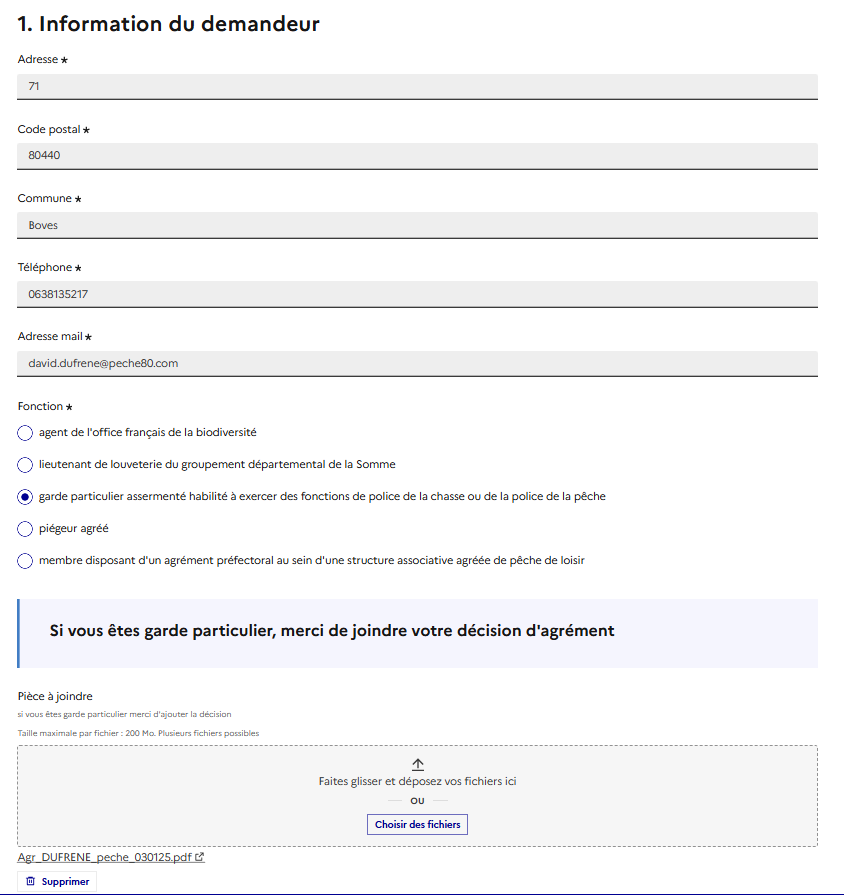 1. Information du demandeur
Adresse *
71
Code postal *
80440
Commune *
Boves
Téléphone *
0638135217
Adresse mail *
david.dufrene@peche80.com
Fonction *
agent de l'office français de la biodiversité
lieutenant de louveterie du groupement départemental de la Somme
garde particulier assermenté habilité à exercer des fonctions de police de la chasse ou de la police de la pêche
piégeur agréé
membre disposant d'un agrément préfectoral au sein d'une structure associative agréée de pêche de loisir
Si vous êtes garde particulier, merci de joindre votre décision d'agrément
Pièce à joindre
si vous êtes garde particulier merci d'ajouter la décision
Taille maximale par fichier : 200 Mo. Plusieurs fichiers possibles
Faites glisser et déposez vos fichiers ici
OU
Choisir des fichiers
Agr_DUFRENE_peche_030125.pdf
Supprimer